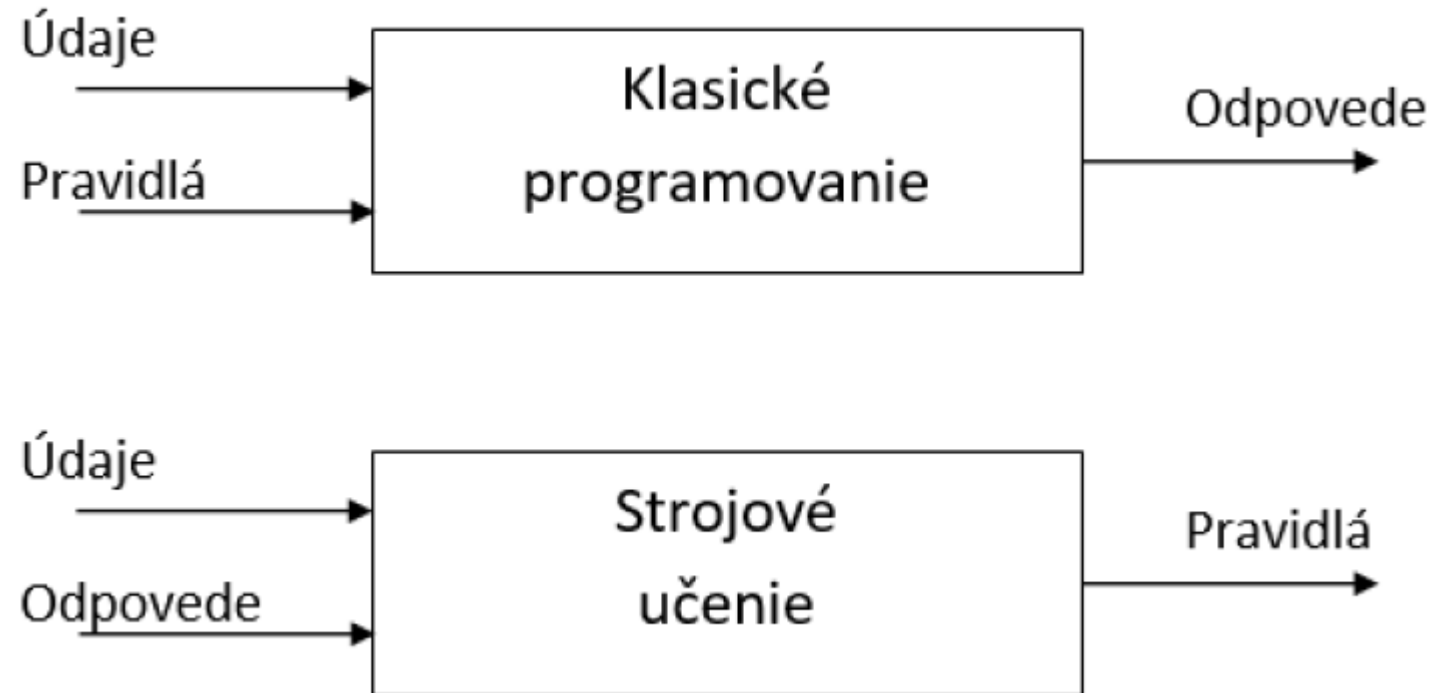 Údaje
Klasické
Odpovede
Pravidlá
programovanie
Údaje
Strojové
Pravidlá
Odpovede
učenie